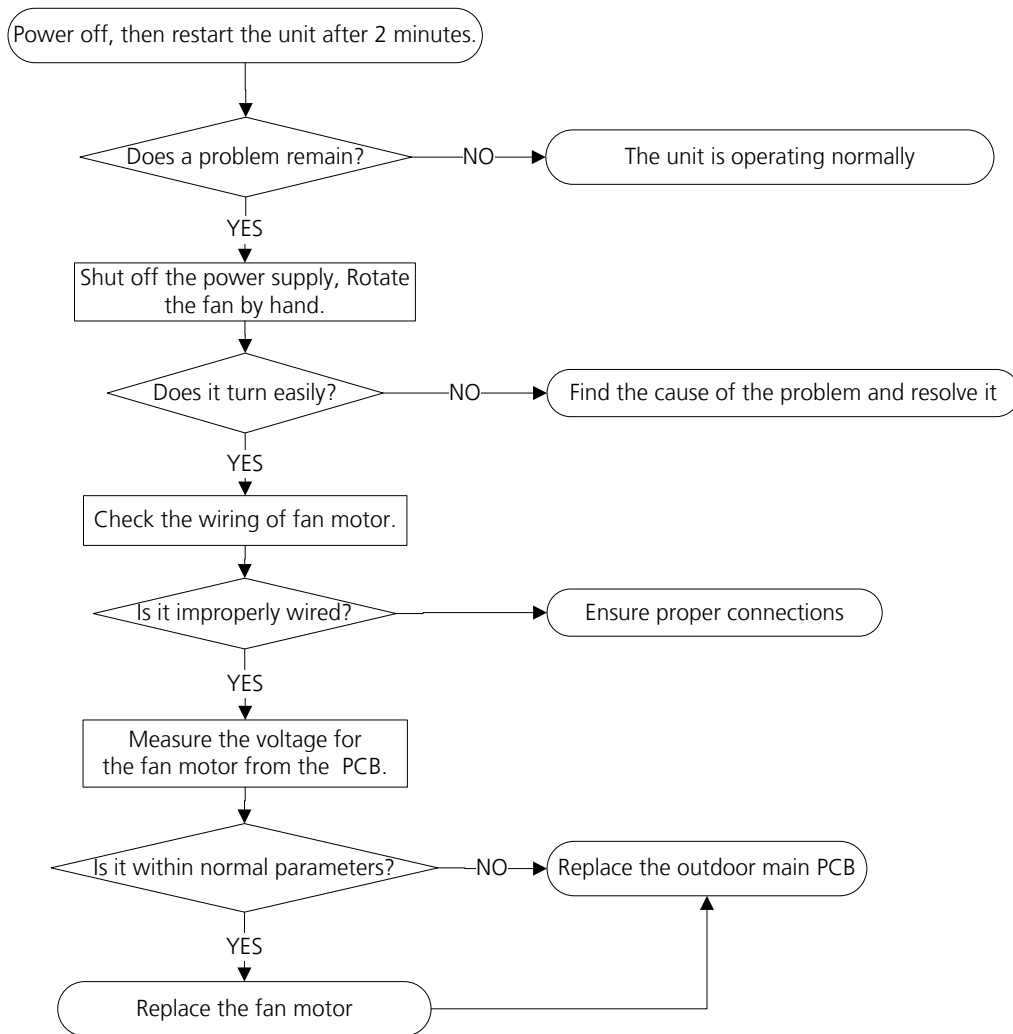 Power off, then restart the unit after 2 minutes.
Does a problem remain?
NO
The unit is operating normally
YES
Shut off the power supply, Rotate
the fan by hand.
Does it turn easily?
NO
Find the cause of the problem and resolve it
YES
Check the wiring of fan motor.
Is it improperly wired?
Ensure proper connections
YES
Measure the voltage for
the fan motor from the PCB.
Is it within normal parameters?
NO
Replace the outdoor main PCB
YES
Replace the fan motor